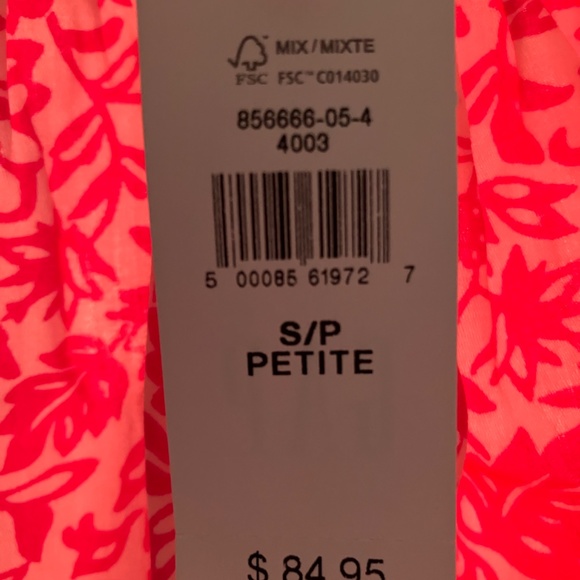 MIX / MIXTE
FSC FSC™ C014030
856666-05-4
4003
5 00085 61972 7
S/P
PETITE
$ 84.95